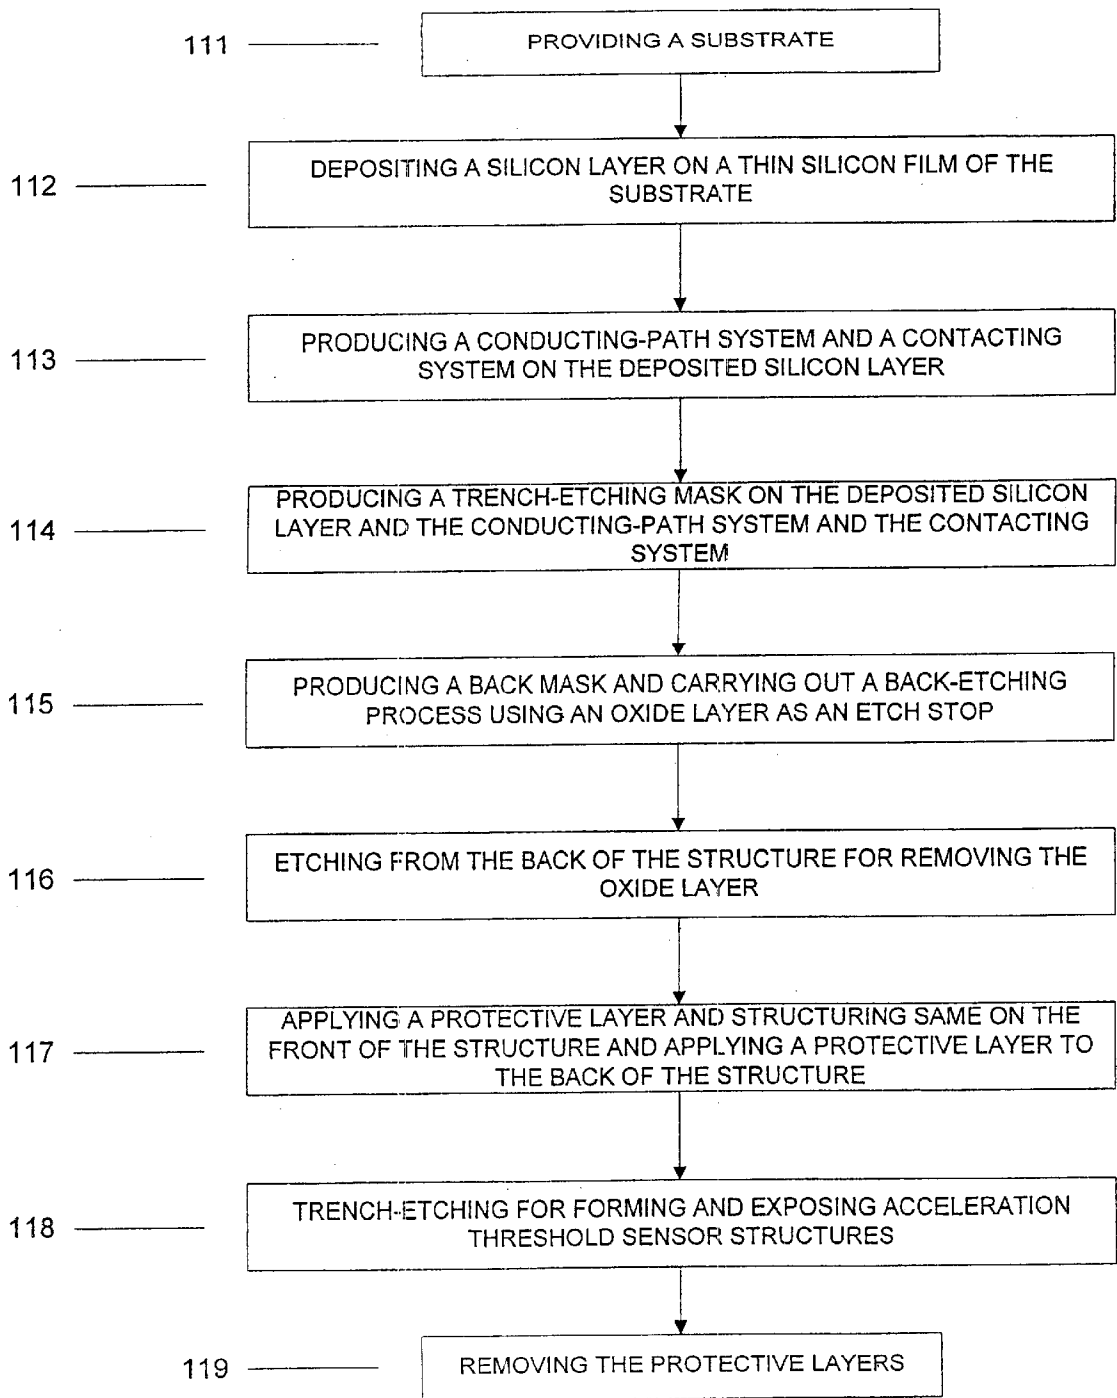 111
PROVIDING A SUBSTRATE
112
DEPOSITING A SILICON LAYER ON A THIN SILICON FILM OF THE
SUBSTRATE
113
PRODUCING A CONDUCTING-PATH SYSTEM AND A CONTACTING
SYSTEM ON THE DEPOSITED SILICON LAYER
114
PRODUCING A TRENCH-ETCHING MASK ON THE DEPOSITED SILICON
LAYER AND THE CONDUCTING-PATH SYSTEM AND THE CONTACTING
SYSTEM
115
PRODUCING A BACK MASK AND CARRYING OUT A BACK-ETCHING
PROCESS USING AN OXIDE LAYER AS AN ETCH STOP
116
ETCHING FROM THE BACK OF THE STRUCTURE FOR REMOVING THE
OXIDE LAYER
117
APPLYING A PROTECTIVE LAYER AND STRUCTURING SAME ON THE
FRONT OF THE STRUCTURE AND APPLYING A PROTECTIVE LAYER TO
THE BACK OF THE STRUCTURE
118
TRENCH-ETCHING FOR FORMING AND EXPOSING ACCELERATION
THRESHOLD SENSOR STRUCTURES
119
REMOVING THE PROTECTIVE LAYERS